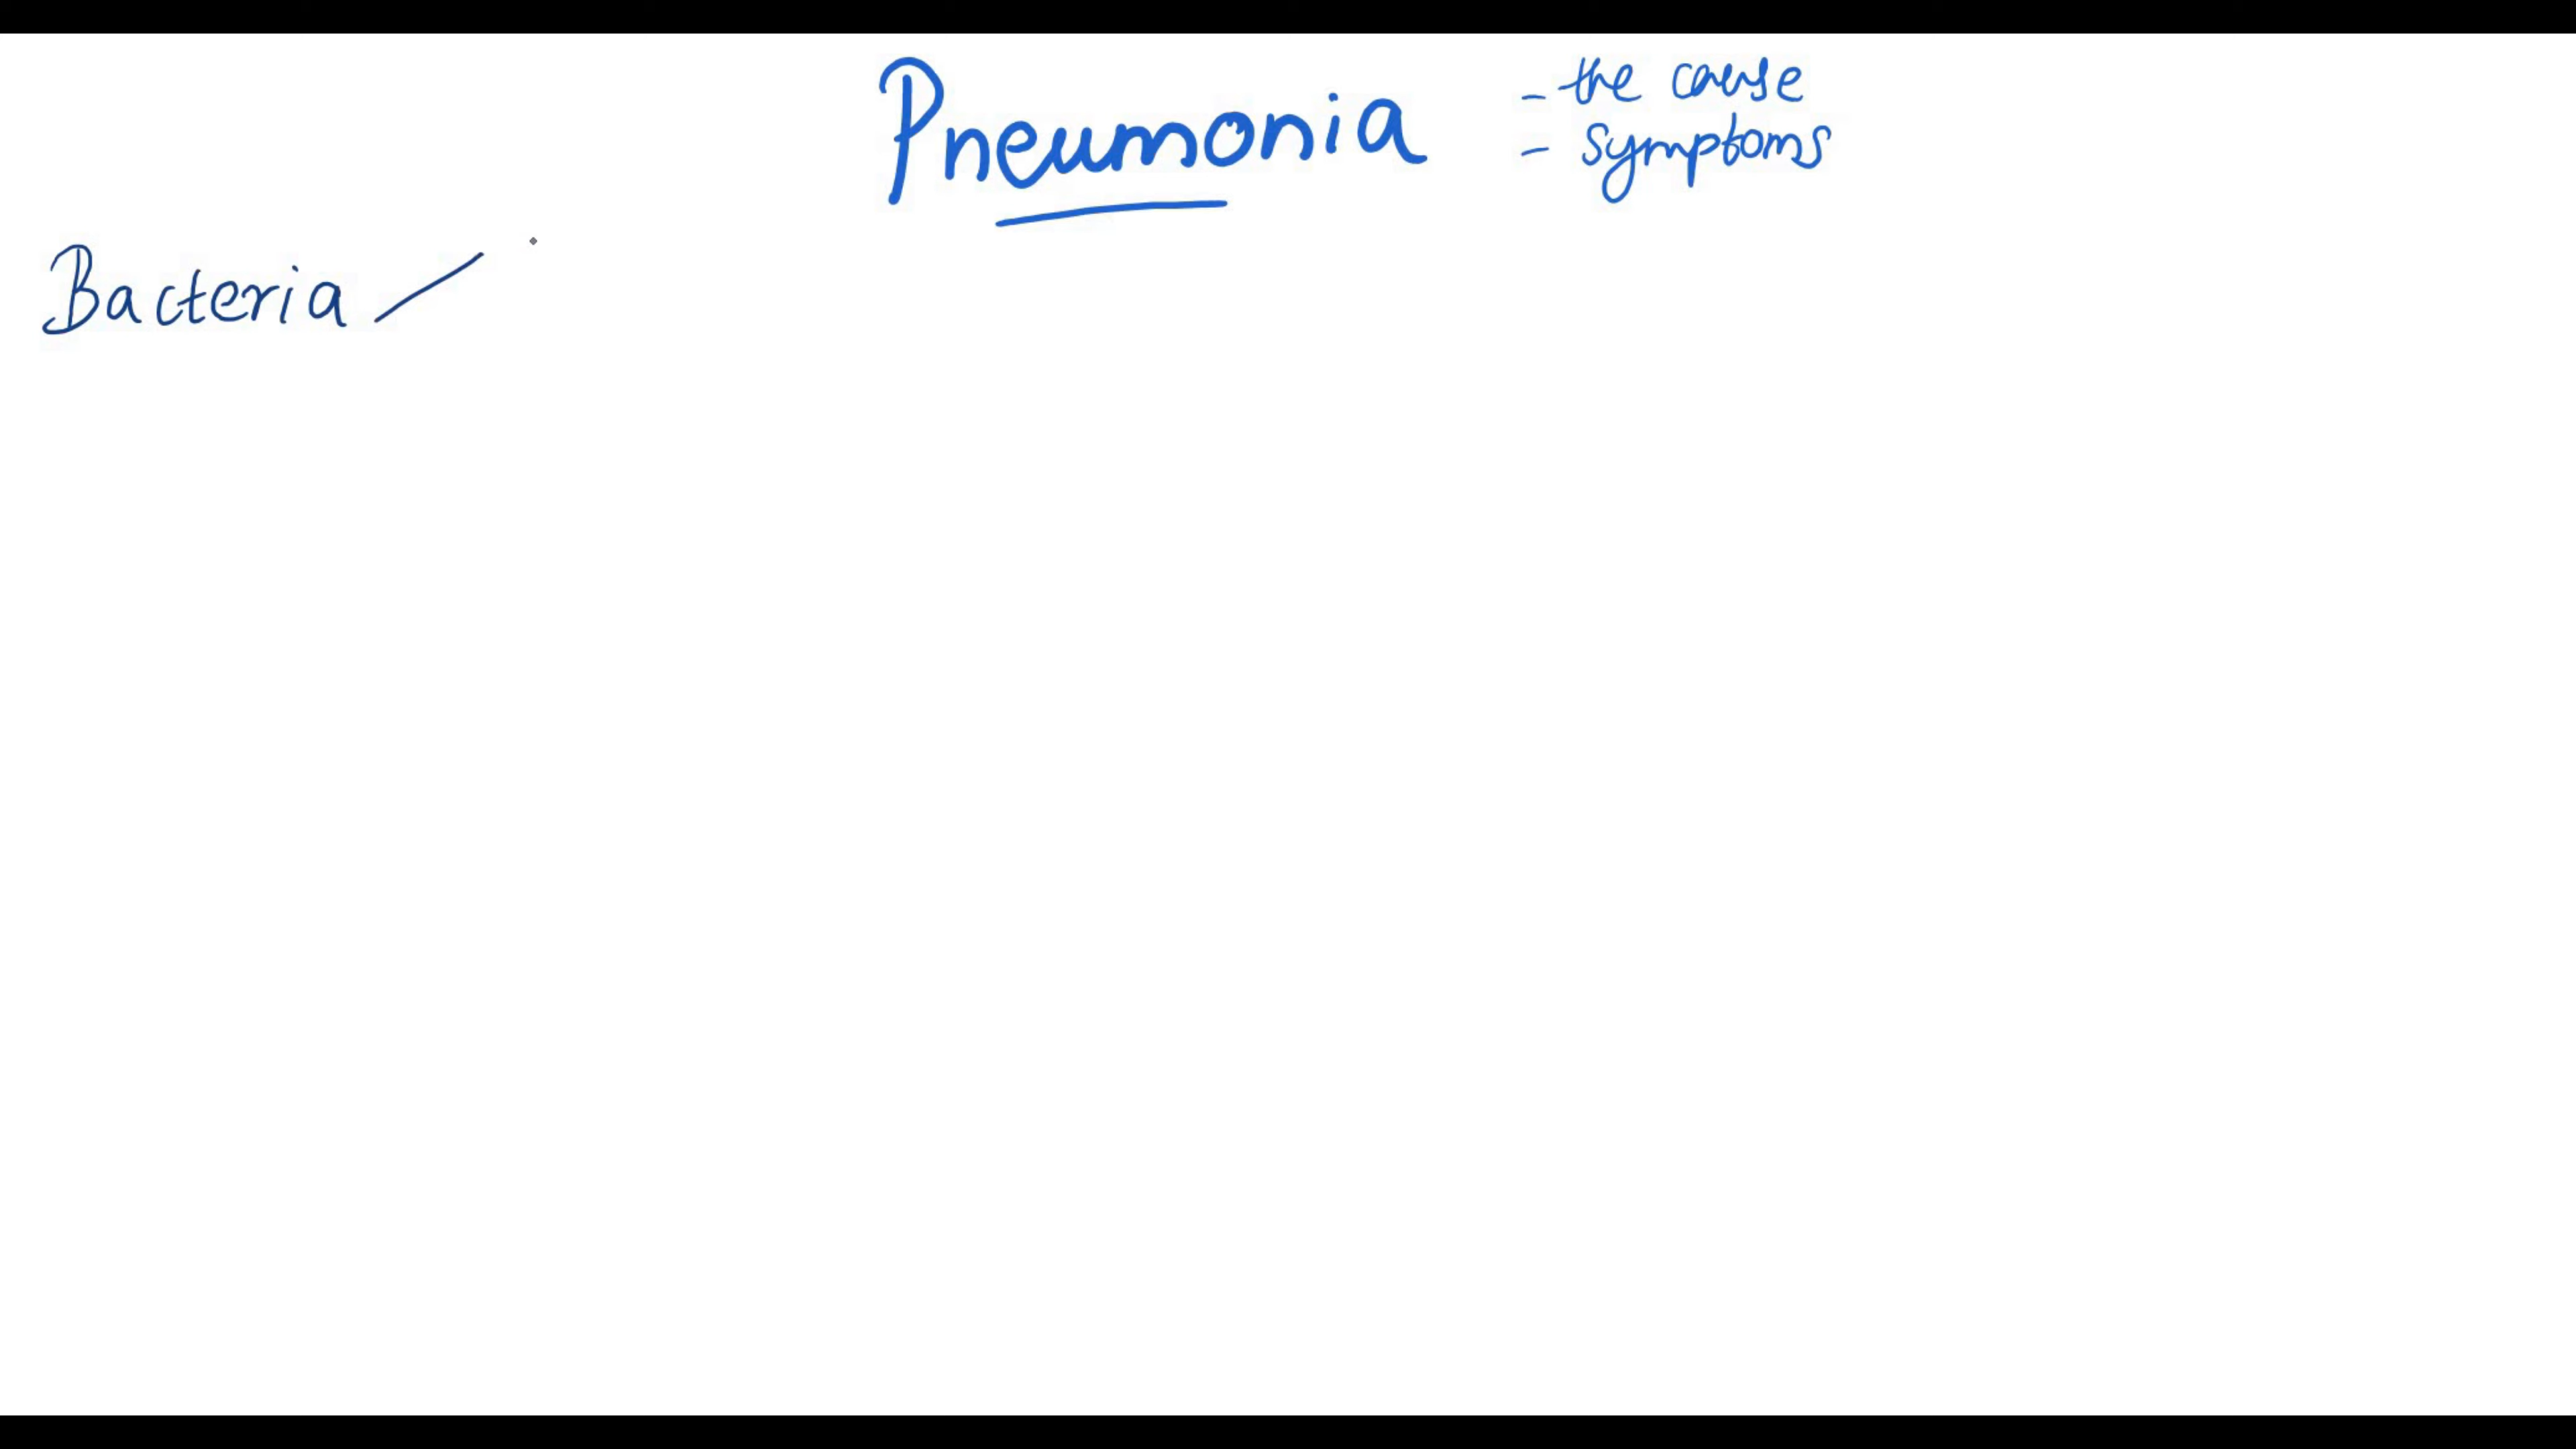 Pneumonia
- the cause
- symptoms
Bacteria